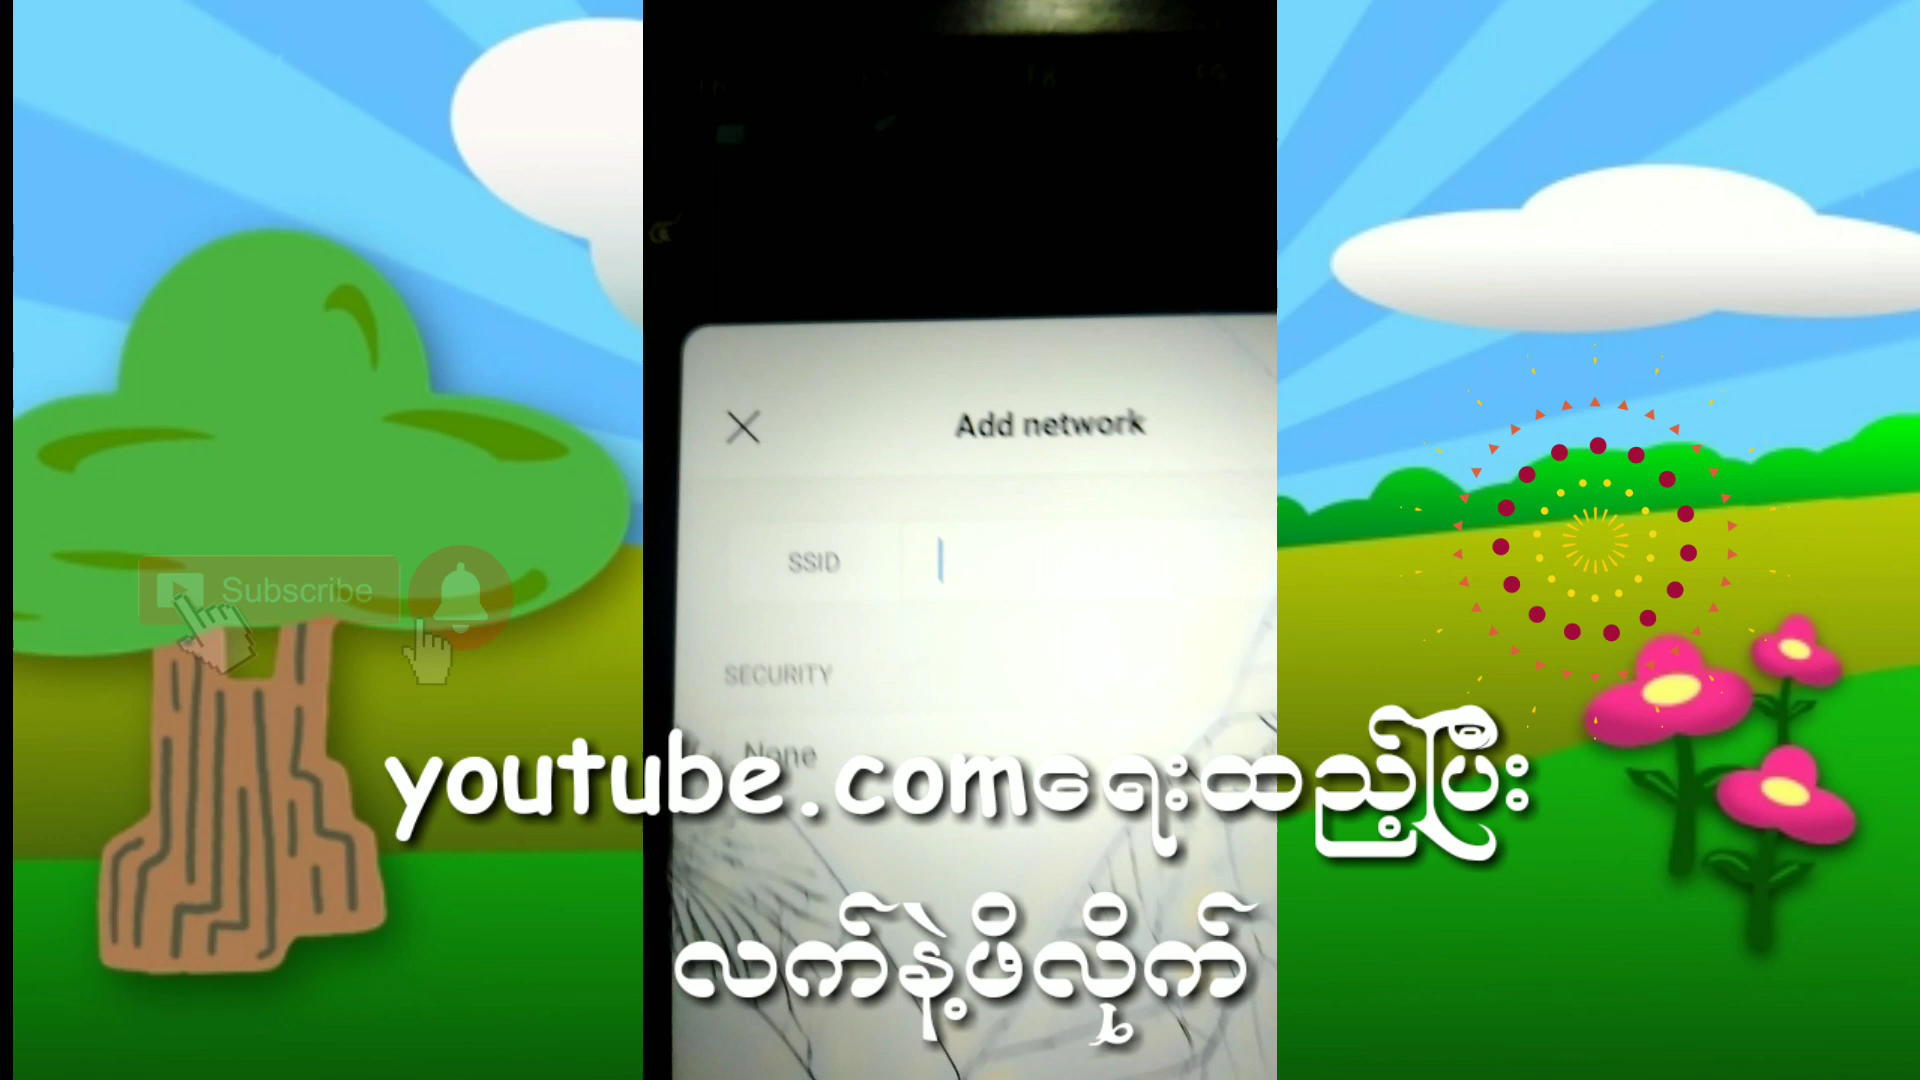 Add network
SSID
SECURITY
None
Subscribe
youtube.comရေးထည့်ပြီး
လက်နဲ့ဖိလှိုက်